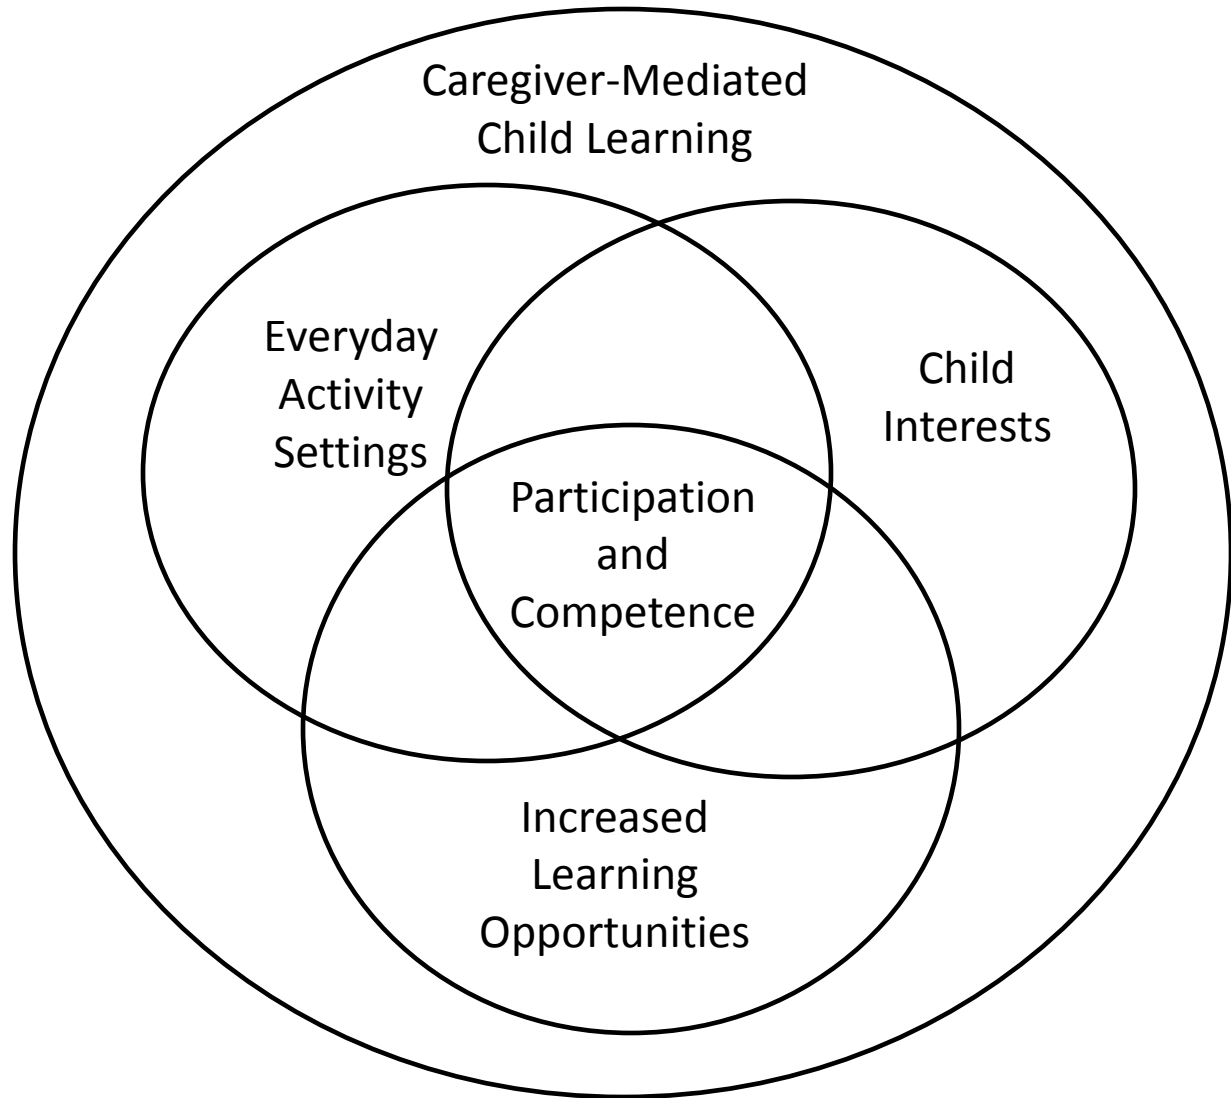 Caregiver-Mediated
Child Learning
Everyday
Activity
Settings
Child
Interests
Participation
and
Competence
Increased
Learning
Opportunities